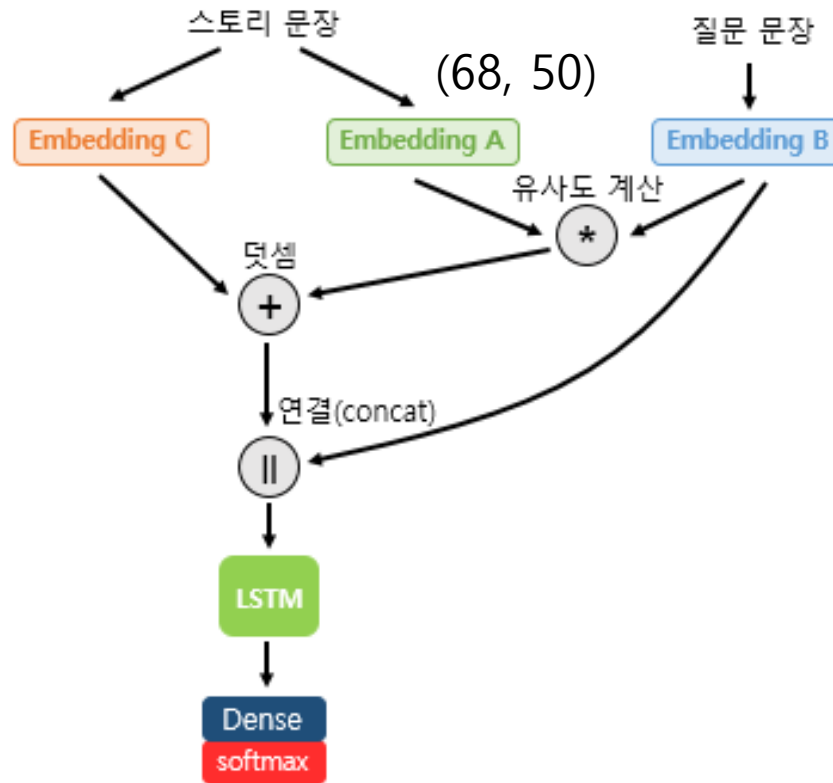 스토리 문장
질문 문장
(68, 50)
Embedding C
Embedding A
Embedding B
유사도 계산
*
덧셈
+
연결(concat)
||
LSTM
Dense
softmax